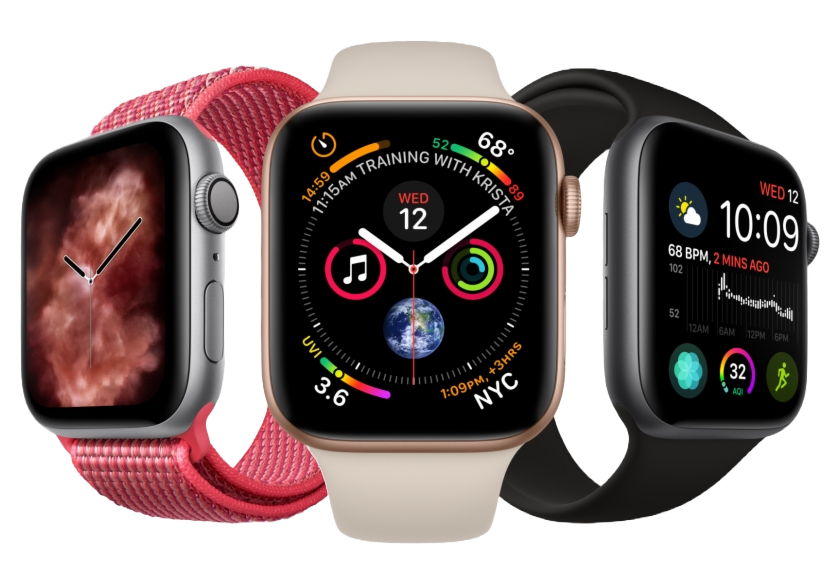 14:59
11:15AM TRAINING WITH KRISTA
52
68°
89
WED
12
UVI
3.6
1:09PM, +3HRS
NYC
WED 12
10:09
68 BPM, 2 MINS AGO
102
52
12AM 6AM 12PM 6PM
32
AQI